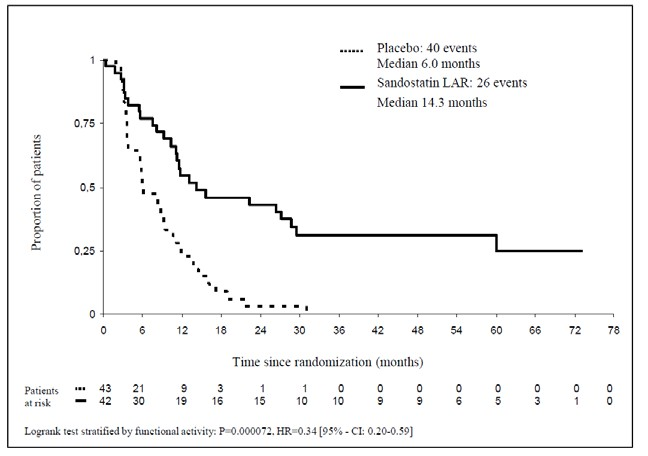 Placebo: 40 events
Median 6.0 months
Sandostatin LAR: 26 events
Median 14.3 months
1
0.75
0.5
0.25
0
Proportion of patients
0 6 12 18 24 30 36 42 48 54 60 66 72 78
Time since randomization (months)
Patients 43 21 9 3 1 1 0 0 0 0 0 0 0 0
at risk 42 30 19 16 15 10 10 9 9 6 5 3 1 0
Logrank test stratified by functional activity: P=0.000072, HR=0.34 [95% - CI: 0.20-0.59]